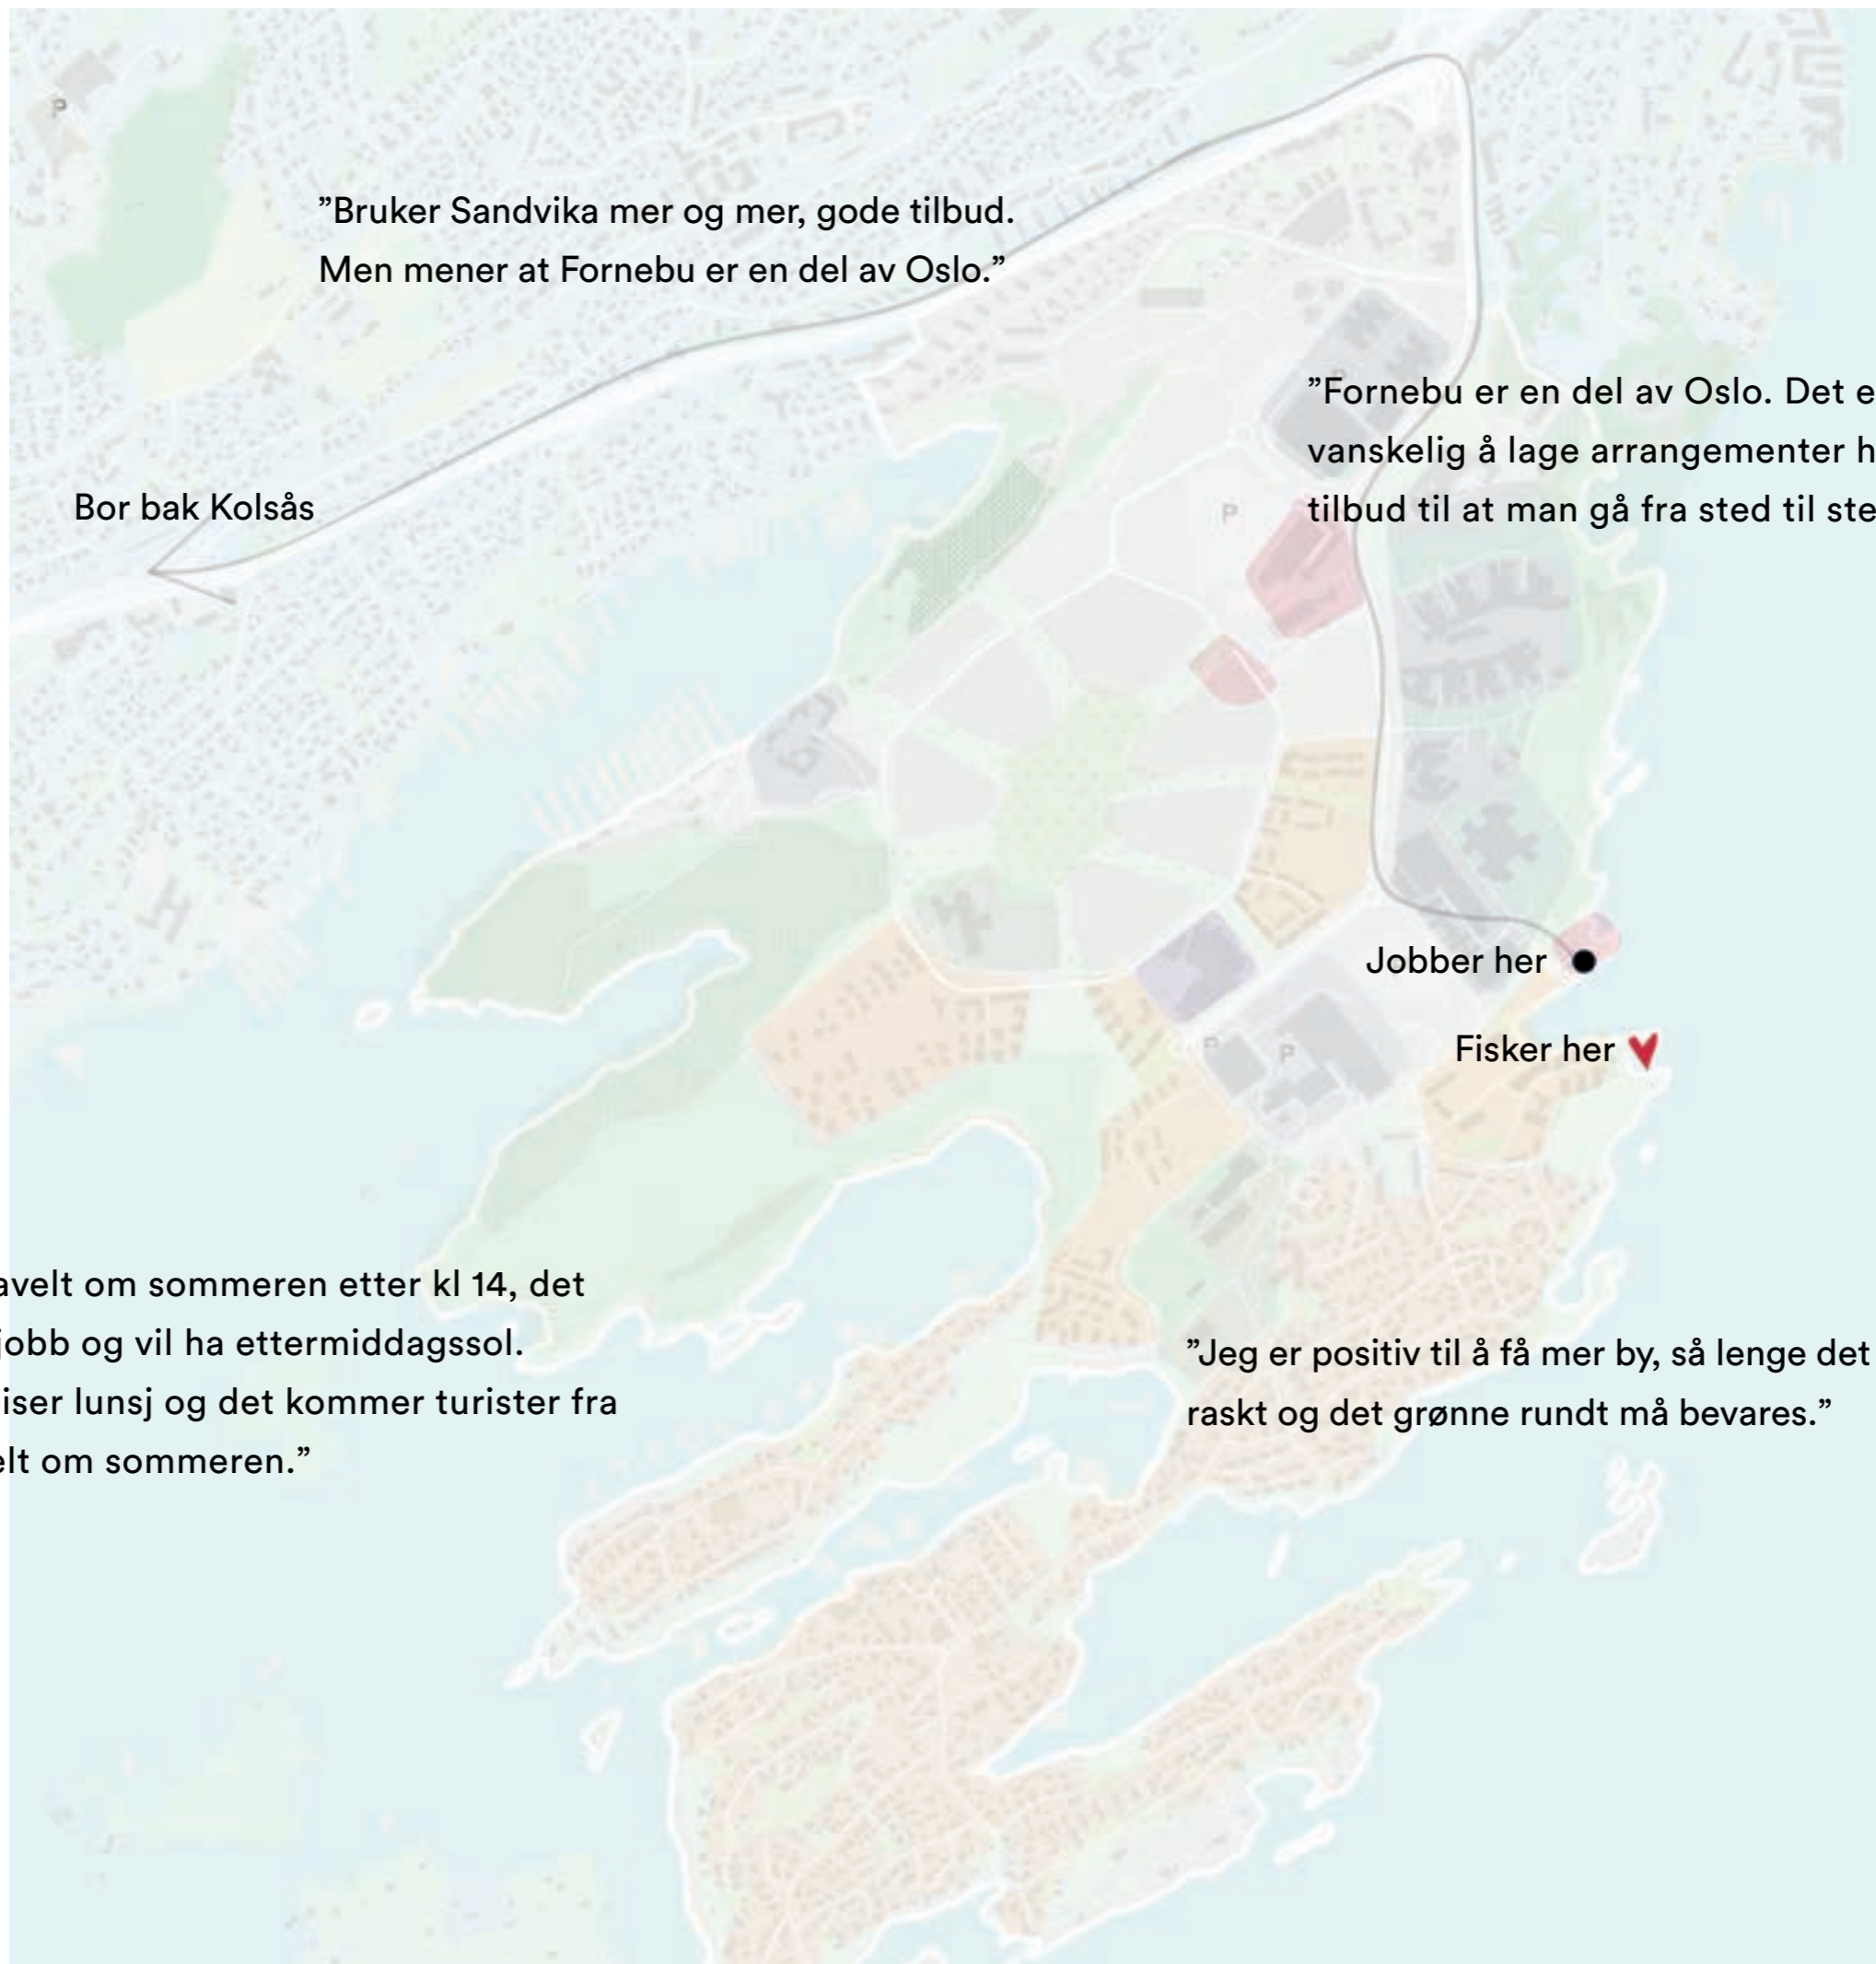 P
”Bruker Sandvika mer og mer, gode tilbud.
Men mener at Fornebu er en del av Oslo.”
”Fornebu er en del av Oslo. Det
vanskelig å lage arrangementer
tilbud til at man gå fra sted til
Bor bak Kolsås
P
Jobber her
Fisker her
P
P
om sommeren etter kl 14, det
jobb og vil ha ettermiddagssol.
lunsj og det kommer turister fra
om sommeren.”
”Jeg er positiv til å få mer by, så lenge det
raskt og det grønne rundt må bevares.”